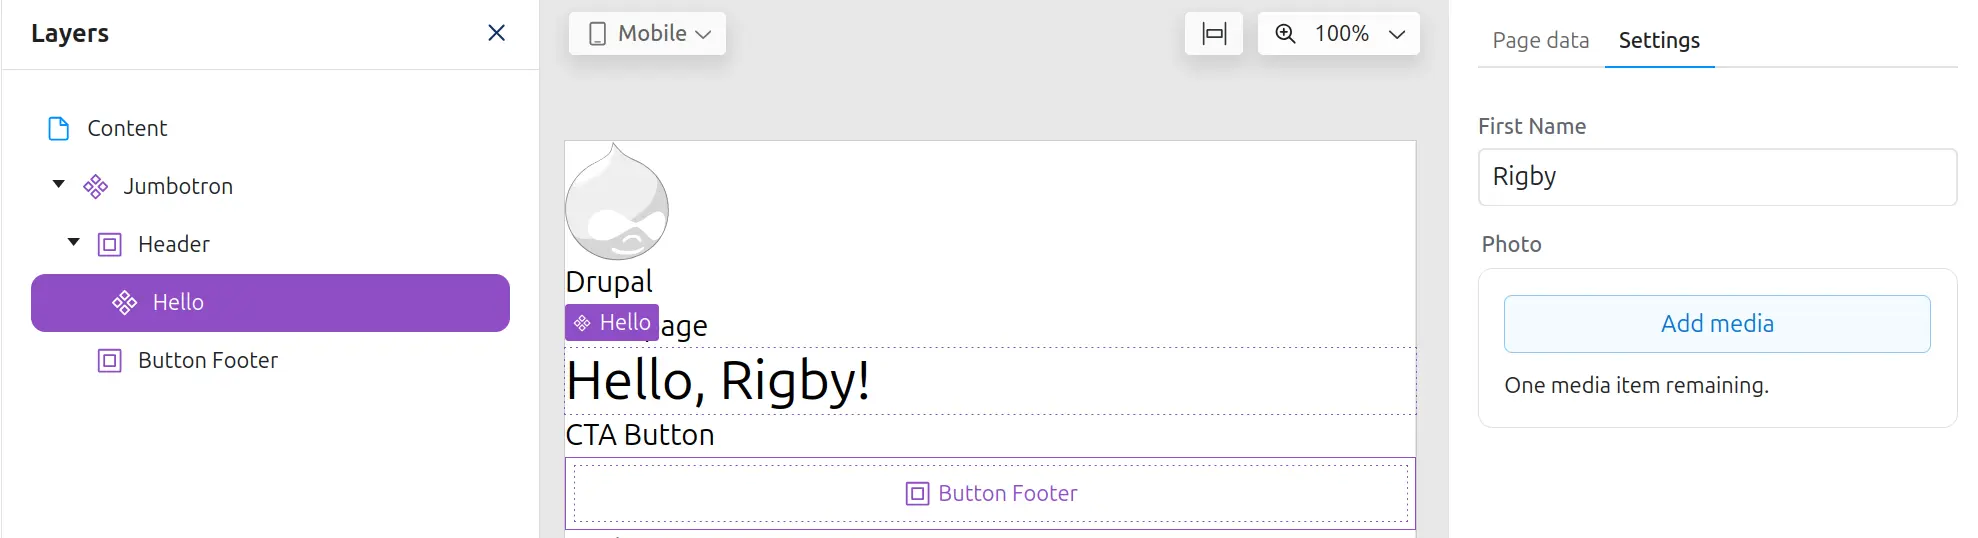 Layers
Content
Jumbotron
Header
Hello
Button Footer
Mobile
100%
Drupal
Hello age
Hello, Rigby!
CTA Button
Button Footer
Page data Settings
First Name
Rigby
Photo
Add media
One media item remaining.